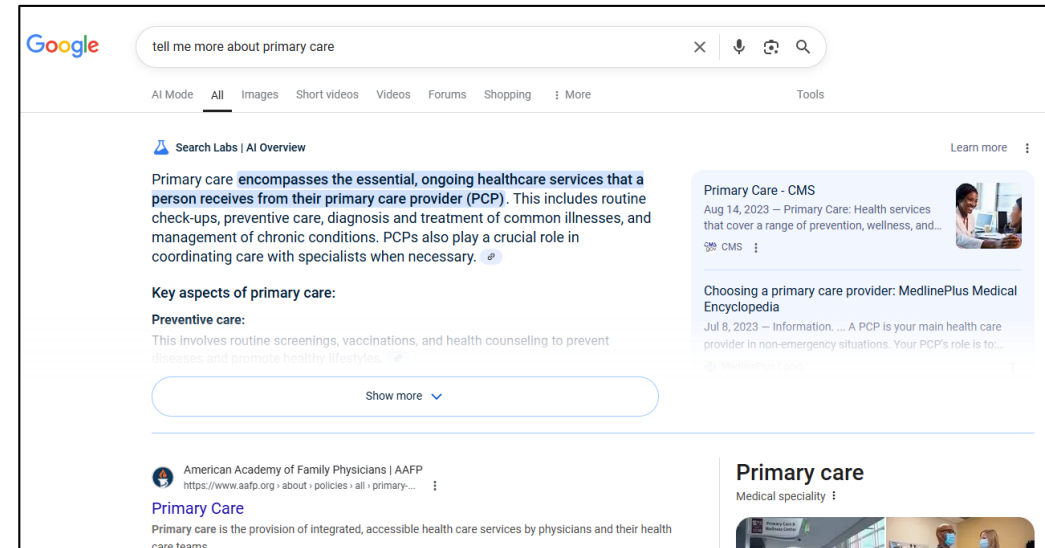 Google
tell me more about primary care
AI Mode All Images Short videos Videos Forums Shopping More Tools
Search Labs | AI Overview
Learn more
Primary care encompasses the essential, ongoing healthcare services that a
person receives from their primary care provider (PCP). This includes routine
check-ups, preventive care, diagnosis and treatment of common illnesses, and
management of chronic conditions. PCPs also play a crucial role in
coordinating care with specialists when necessary.
Key aspects of primary care:
Preventive care:
This involves routine screenings, vaccinations, and health counseling to prevent
diseases and promote healthy lifestyles.
Show more
Primary Care - CMS
Aug 14, 2023 — Primary Care: Health services
that cover a range of prevention, wellness, and...
CMS
Choosing a primary care provider: MedlinePlus Medical
Encyclopedia
Jul 8, 2023 — Information. ... A PCP is your main health care
provider in non-emergency situations. Your PCP's role is to:...
American Academy of Family Physicians | AAFP
https://www.aafp.org › about › policies › all › primary-...
Primary Care
Primary care is the provision of integrated, accessible health care services by physicians and their health
care teams
Primary care
Medical speciality
Primary Care &
Wellness Center